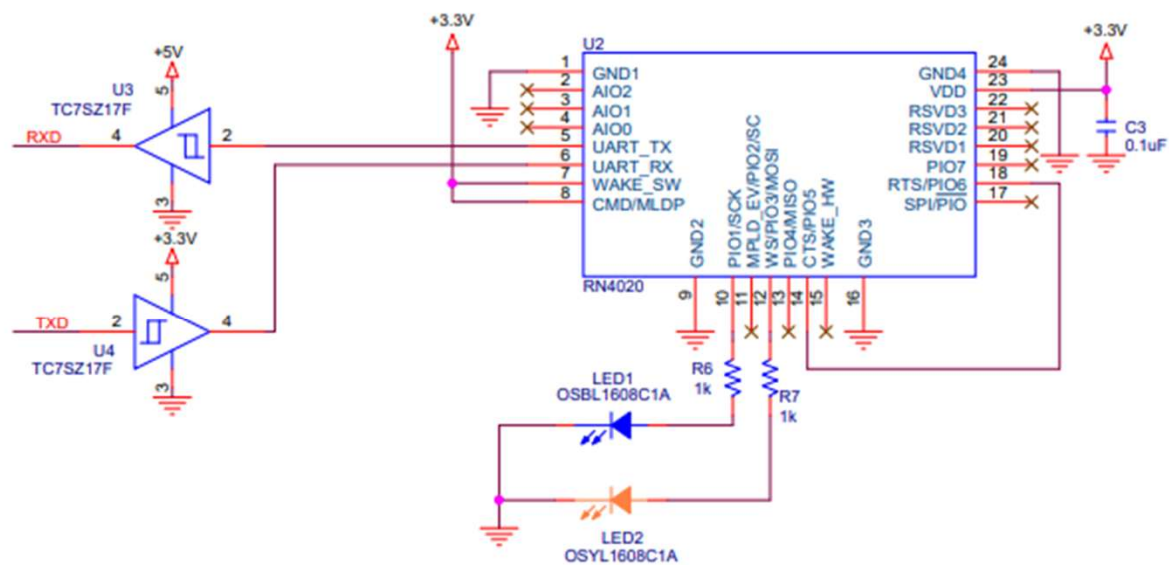 +3.3V
+5V
U3
TC7SZ17F
5
RXD
4
2
3
+3.3V
5
TXD
2
4
U4
TC7SZ17F
3
U2
1 GND1
2 AIO2
3 AIO1
4 AIO0
5 UART_TX
6 UART_RX
7 WAKE_SW
8 CMD/MLDP
GND4 24
VDD 23
RSVD3 22
RSVD2 21
RSVD1 20
PIO7 19
RTS/PIO6 18
SPI/PIO 17
GND2 9
PIO1/SCK 10
MPLD_EV/PIO2/SC 11
WS/PIO3/MOSI 12
PIO4/MISO 13
CTS/PIO5 14
WAKE_HW 15
GND3 16
RN4020
+3.3V
C3
0.1uF
R6
1k
R7
1k
LED1
OSBL1608C1A
LED2
OSYL1608C1A